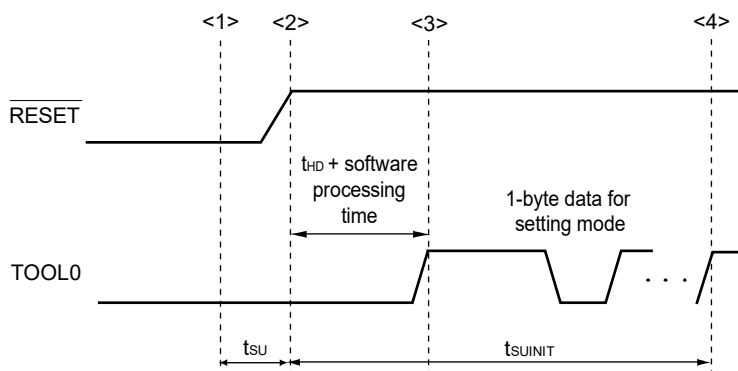 <1> <2> <3> <4>
RESET
tHD + software
processing
time
1-byte data for
setting mode
TOOL0
. . .
tSU
tSUINIT